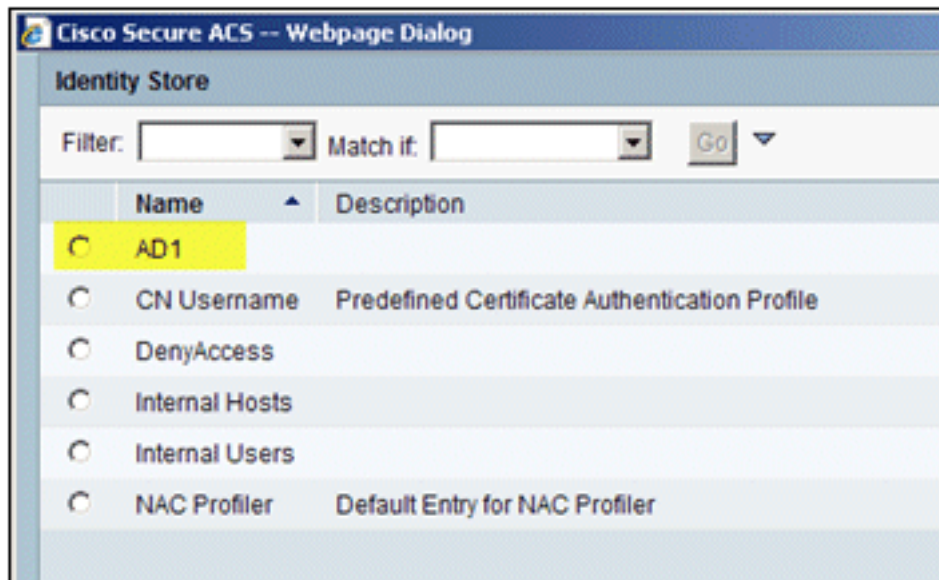 Cisco Secure ACS -- Webpage Dialog
Identity Store
Filter: Match if: Go
Name Description
AD1
CN Username Predefined Certificate Authentication Profile
DenyAccess
Internal Hosts
Internal Users
NAC Profiler Default Entry for NAC Profiler